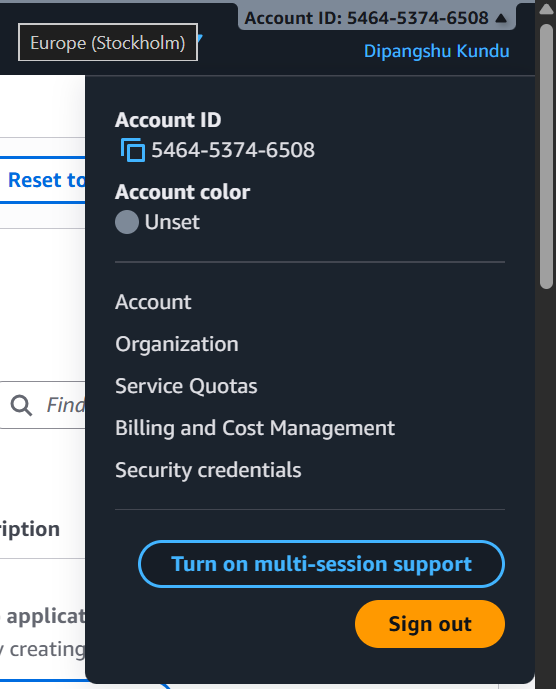 Account ID: 5464-5374-6508
Europe (Stockholm)
Dipangshu Kundu
Account ID
5464-5374-6508
Account color
Unset
Reset to
Account
Organization
Service Quotas
Find
Billing and Cost Management
Security credentials
ription
Turn on multi-session support
applicat
Sign out
creating